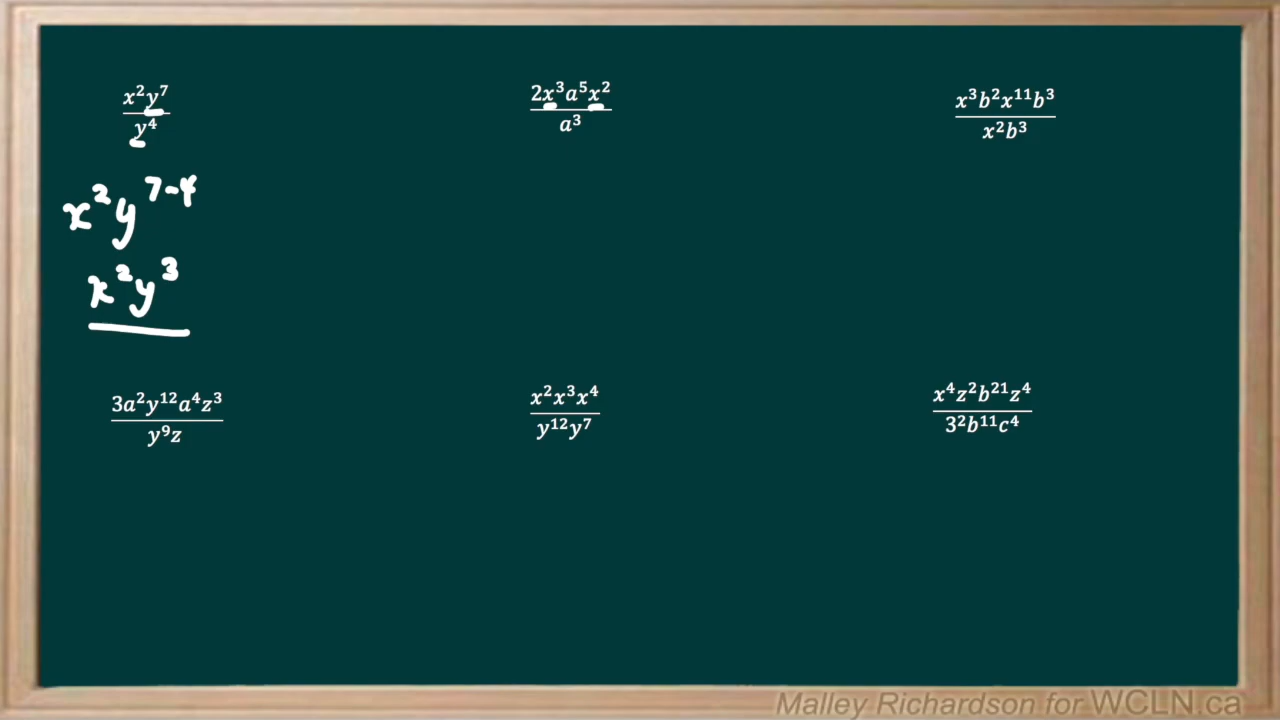 x²y⁷
y⁴
x²y⁷⁻⁴
x²y³
2x³a⁵x²
a³
x³b²x¹¹b³
x²b³
3a²y¹²a⁴z³
y⁹z
x²x³x⁴
y¹²y⁷
x⁴z²b²¹z⁴
3²b¹¹c⁴
Malley Richardson for WCLN.ca